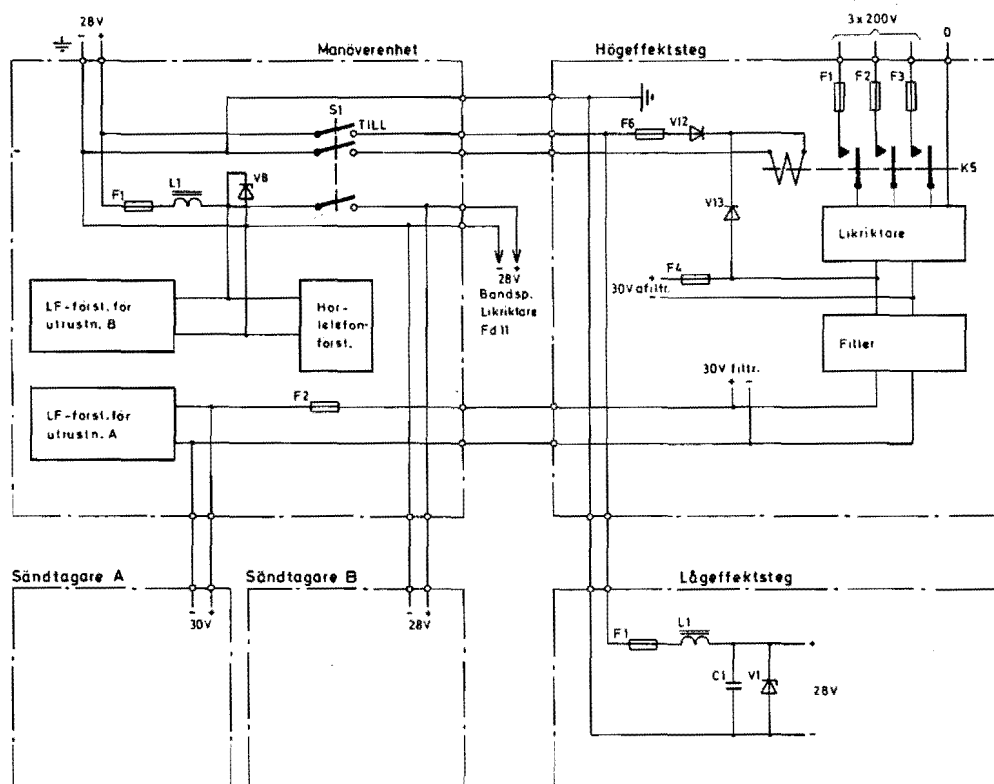 28V
- +
3 x 200V
0
Manöverenhet
Högeffektsteg
F1
F2
F3
S1
TILL
F6
V12
K5
F1
L1
V8
V13
Likriktare
- +
28V
Bandsp.
Likriktare
Fd 11
F4
+
30V ofiltr.
-
LF-först. för
utrustn. B
Hör-
telefon-
först.
Filter
30V filtr.
+ -
LF-först. för
utrustn. A
F2
Sändtagare A
Sändtagare B
Lågeffektsteg
- +
30V
- +
28V
F1
L1
+
C1
V1
28V
-